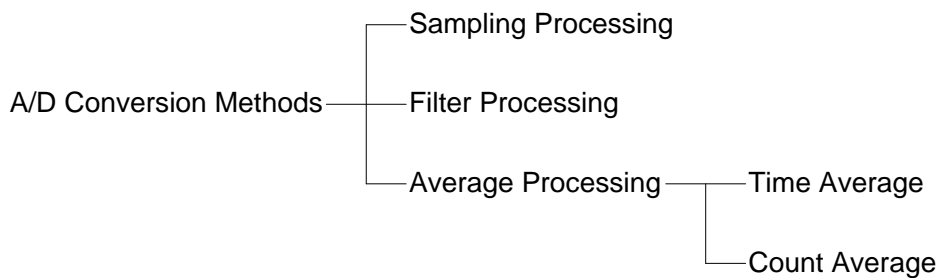 Sampling Processing
A/D Conversion Methods
Filter Processing
Average Processing
Time Average
Count Average